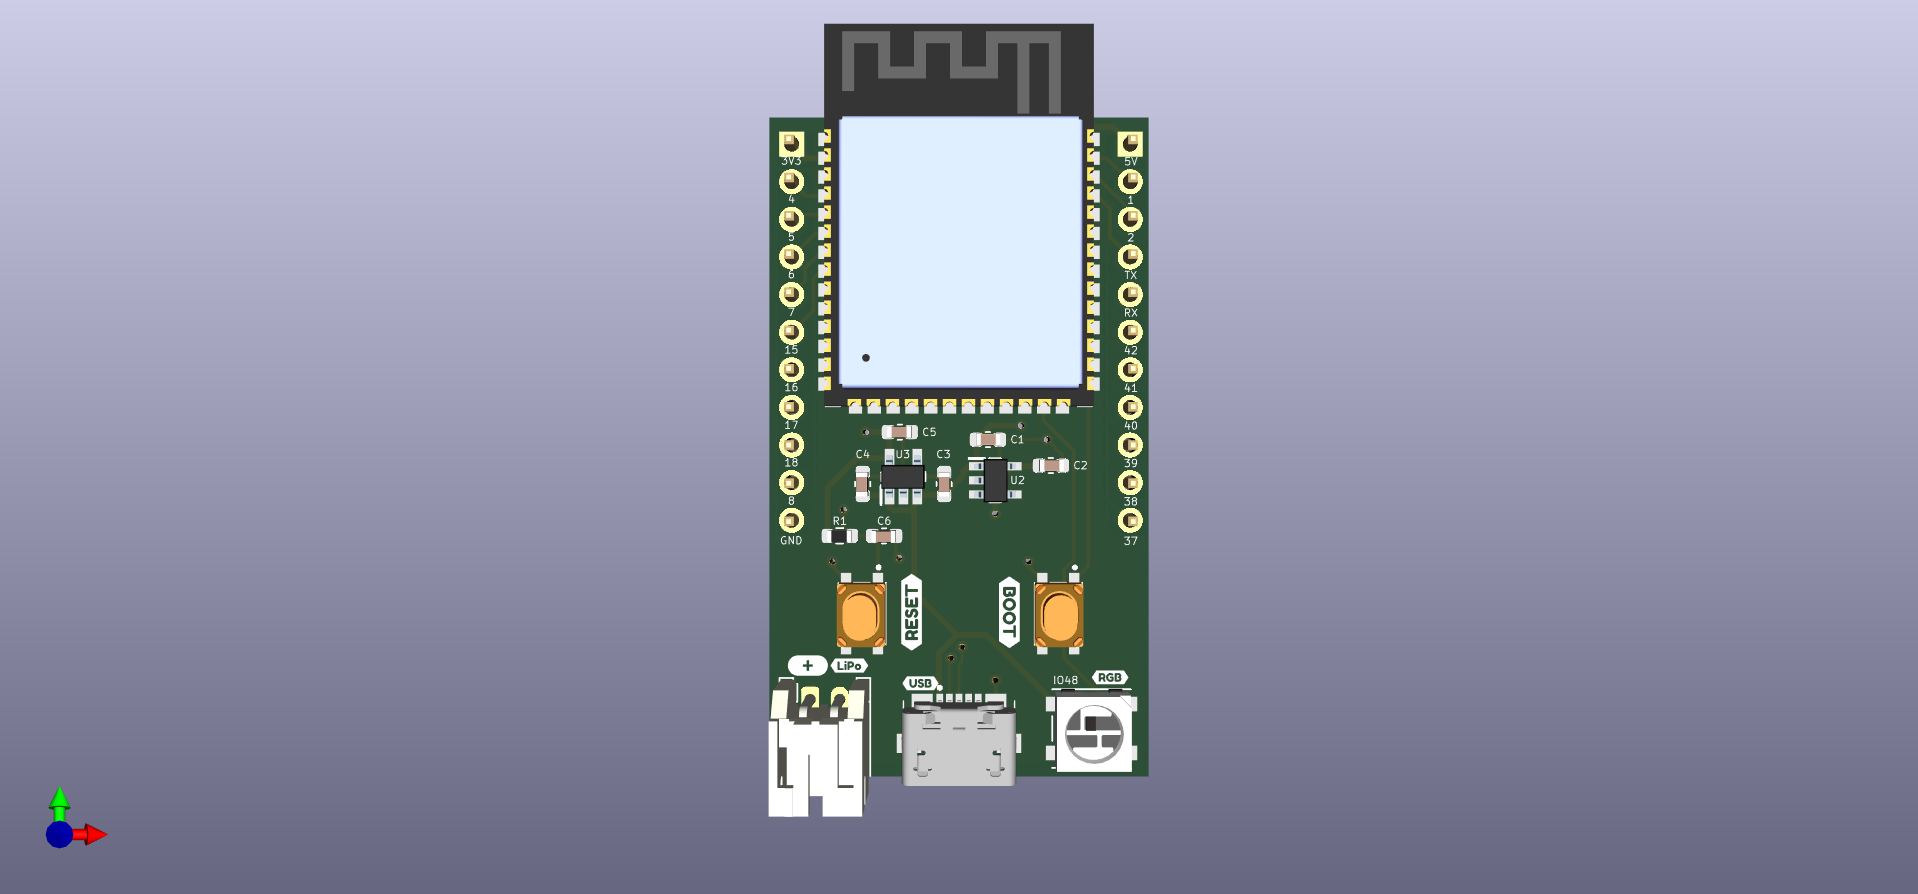 3V3
4
5
6
7
15
16
17
18
8
GND
5V
1
2
TX
RX
42
41
40
39
38
37
C5
C1
C4
U3
C3
C2
U2
R1
C6
RESET
BOOT
+
LiPo
USB
IO48
RGB